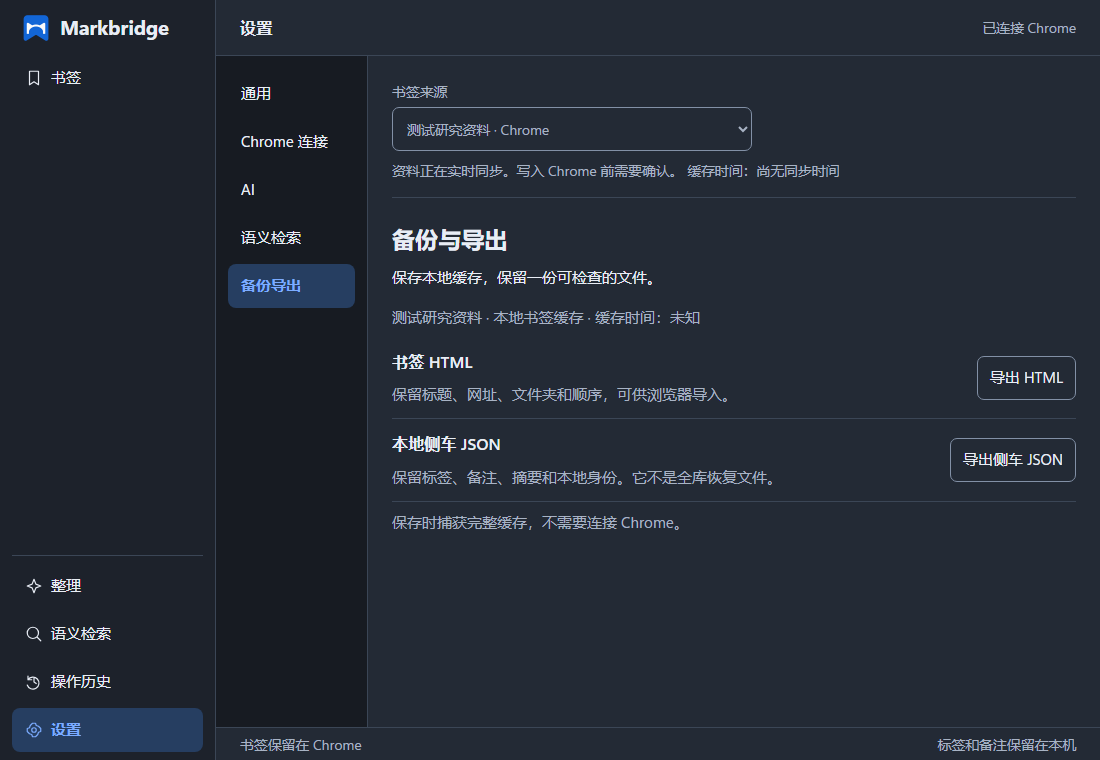 Markbridge
书签
整理
语义检索
操作历史
设置
设置
已连接 Chrome
通用
Chrome 连接
AI
语义检索
备份导出
书签来源
测试研究资料 · Chrome
资料正在实时同步。写入 Chrome 前需要确认。 缓存时间：尚无同步时间
备份与导出
保存本地缓存，保留一份可检查的文件。
测试研究资料 · 本地书签缓存 · 缓存时间：未知
书签 HTML
保留标题、网址、文件夹和顺序，可供浏览器导入。
导出 HTML
本地侧车 JSON
保留标签、备注、摘要和本地身份。它不是全库恢复文件。
导出侧车 JSON
保存时捕获完整缓存，不需要连接 Chrome。
书签保留在 Chrome
标签和备注保留在本机